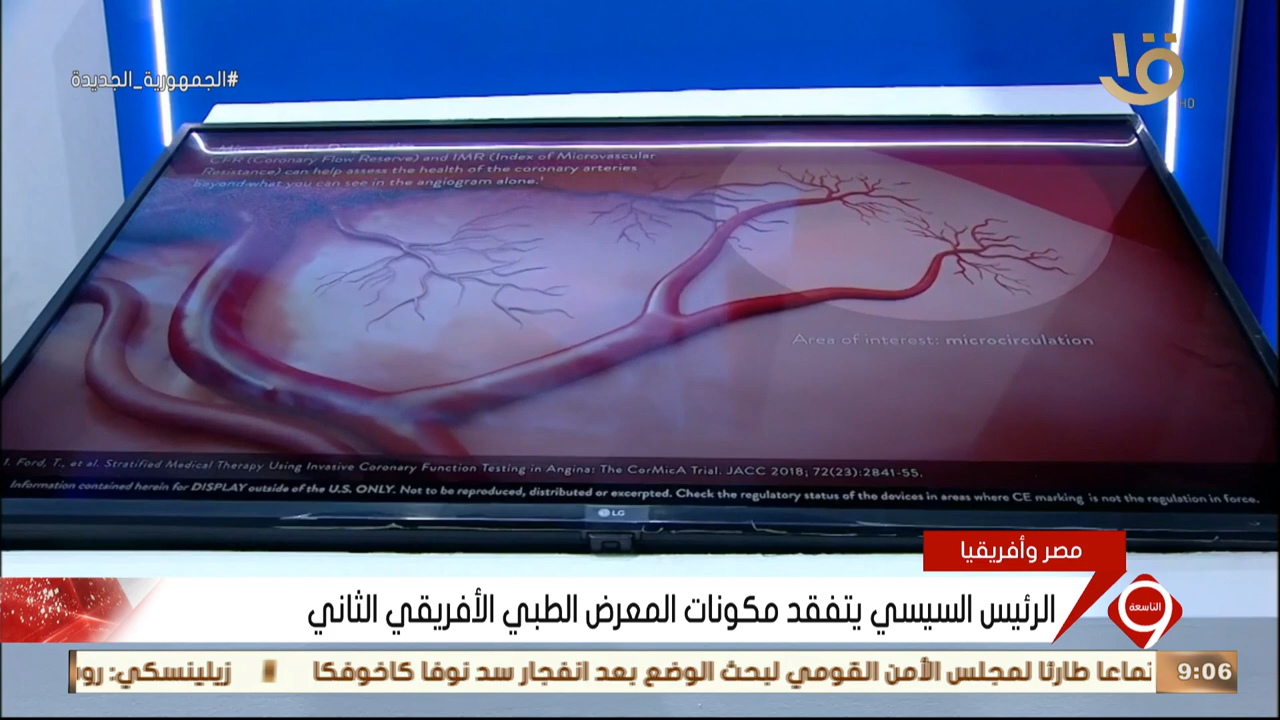 #الجمهورية_الجديدة
HD
CFR (Coronary Flow Reserve) and IMR (Index of Microvascular
Resistance) can help assess the health of the coronary arteries
beyond what you can see in the angiogram alone.¹
Area of interest: microcirculation
1. Ford, T., et al. Stratified Medical Therapy Using Invasive Coronary Function Testing in Angina: The CorMicA Trial. JACC 2018; 72(23):2841-55.
Information contained herein for DISPLAY outside of the U.S. ONLY. Not to be reproduced, distributed or excerpted. Check the regulatory status of the devices in areas where CE marking is not the regulation in force.
LG
مصر وأفريقيا
التاسعة
9
الرئيس السيسي يتفقد مكونات المعرض الطبي الأفريقي الثاني
9:06
طارئا لمجلس الأمن القومي لبحث الوضع بعد انفجار سد نوفا كاخوفكا
زيلينسكي: